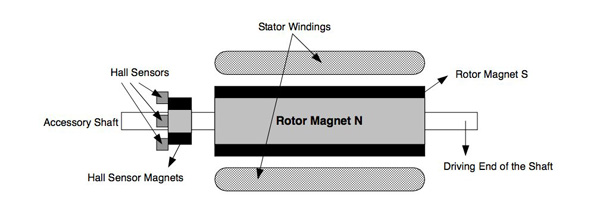 Stator Windings
Hall Sensors
Rotor Magnet S
Accessory Shaft
Rotor Magnet N
Driving End of the Shaft
Hall Sensor Magnets